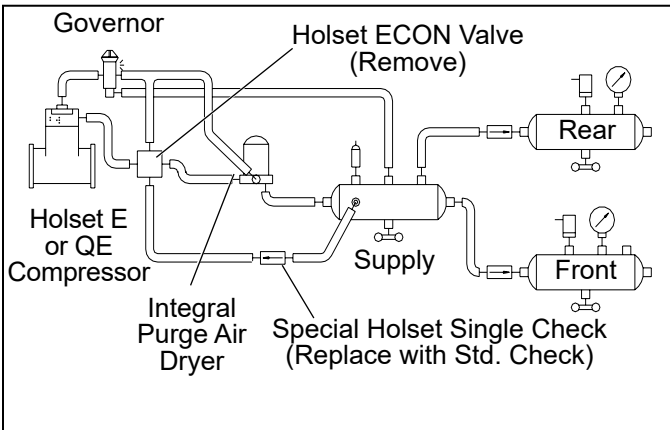 Governor
Holset ECON Valve
(Remove)
Rear
Holset E
or QE
Compressor
Supply
Front
Integral
Purge Air
Dryer
Special Holset Single Check
(Replace with Std. Check)